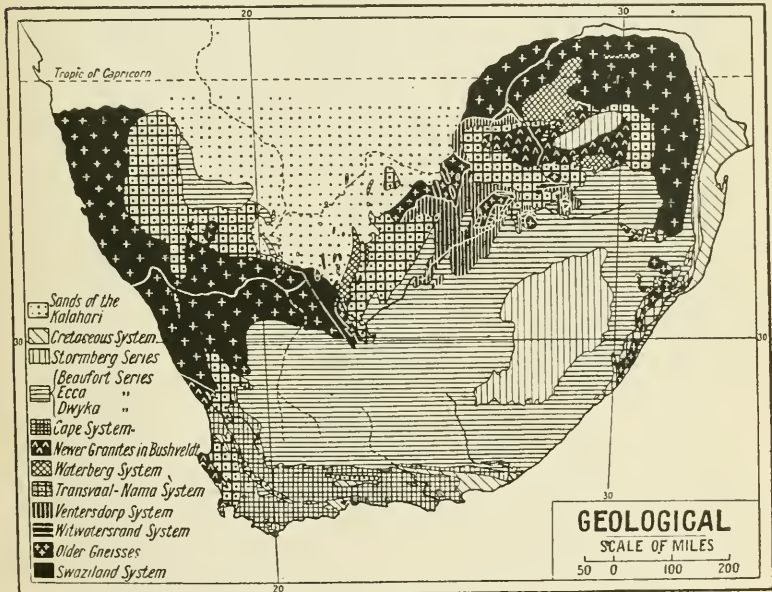 20
30
Tropic of Capricorn
30
30
Sands of the
Kalahari
Cretaceous System
Stormberg Series
Beaufort Series
Ecca "
Dwyka "
Cape System
Newer Granites in Bushveldt
Waterberg System
Transvaal-Nama System
Ventersdorp System
Witwatersrand System
Older Gneisses
Swaziland System
30
GEOLOGICAL
SCALE OF MILES
50 0 100 200
20